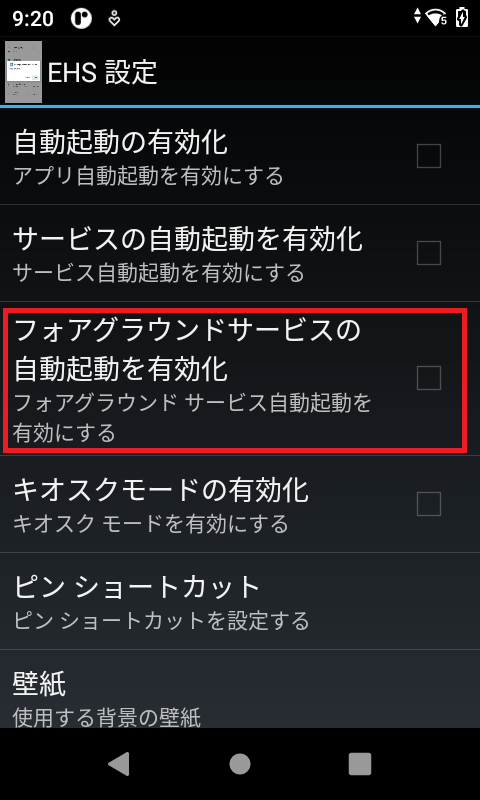 9:20
EHS 設定
自動起動の有効化
アプリ自動起動を有効にする
サービスの自動起動を有効化
サービス自動起動を有効にする
フォアグラウンドサービスの
自動起動を有効化
フォアグラウンド サービス自動起動を
有効にする
キオスクモードの有効化
キオスク モードを有効にする
ピン ショートカット
ピン ショートカットを設定する
壁紙
使用する背景の壁紙